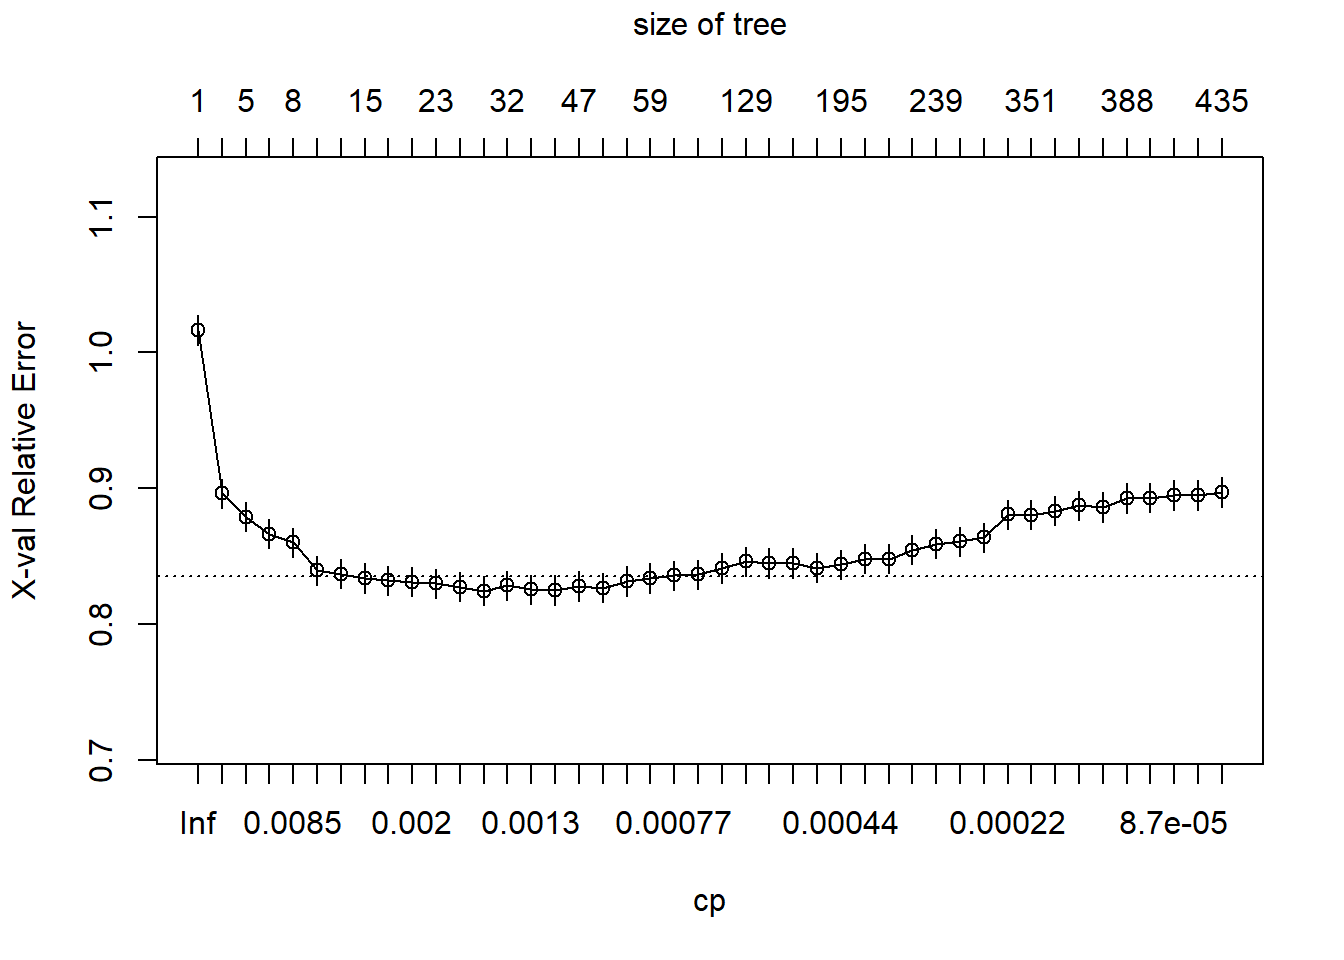 size of tree
1 5 8 15 23 32 47 59 129 195 239 351 388 435
X-val Relative Error
1.1
1.0
0.9
0.8
0.7
Inf 0.0085 0.002 0.0013 0.00077 0.00044 0.00022 8.7e-05
cp